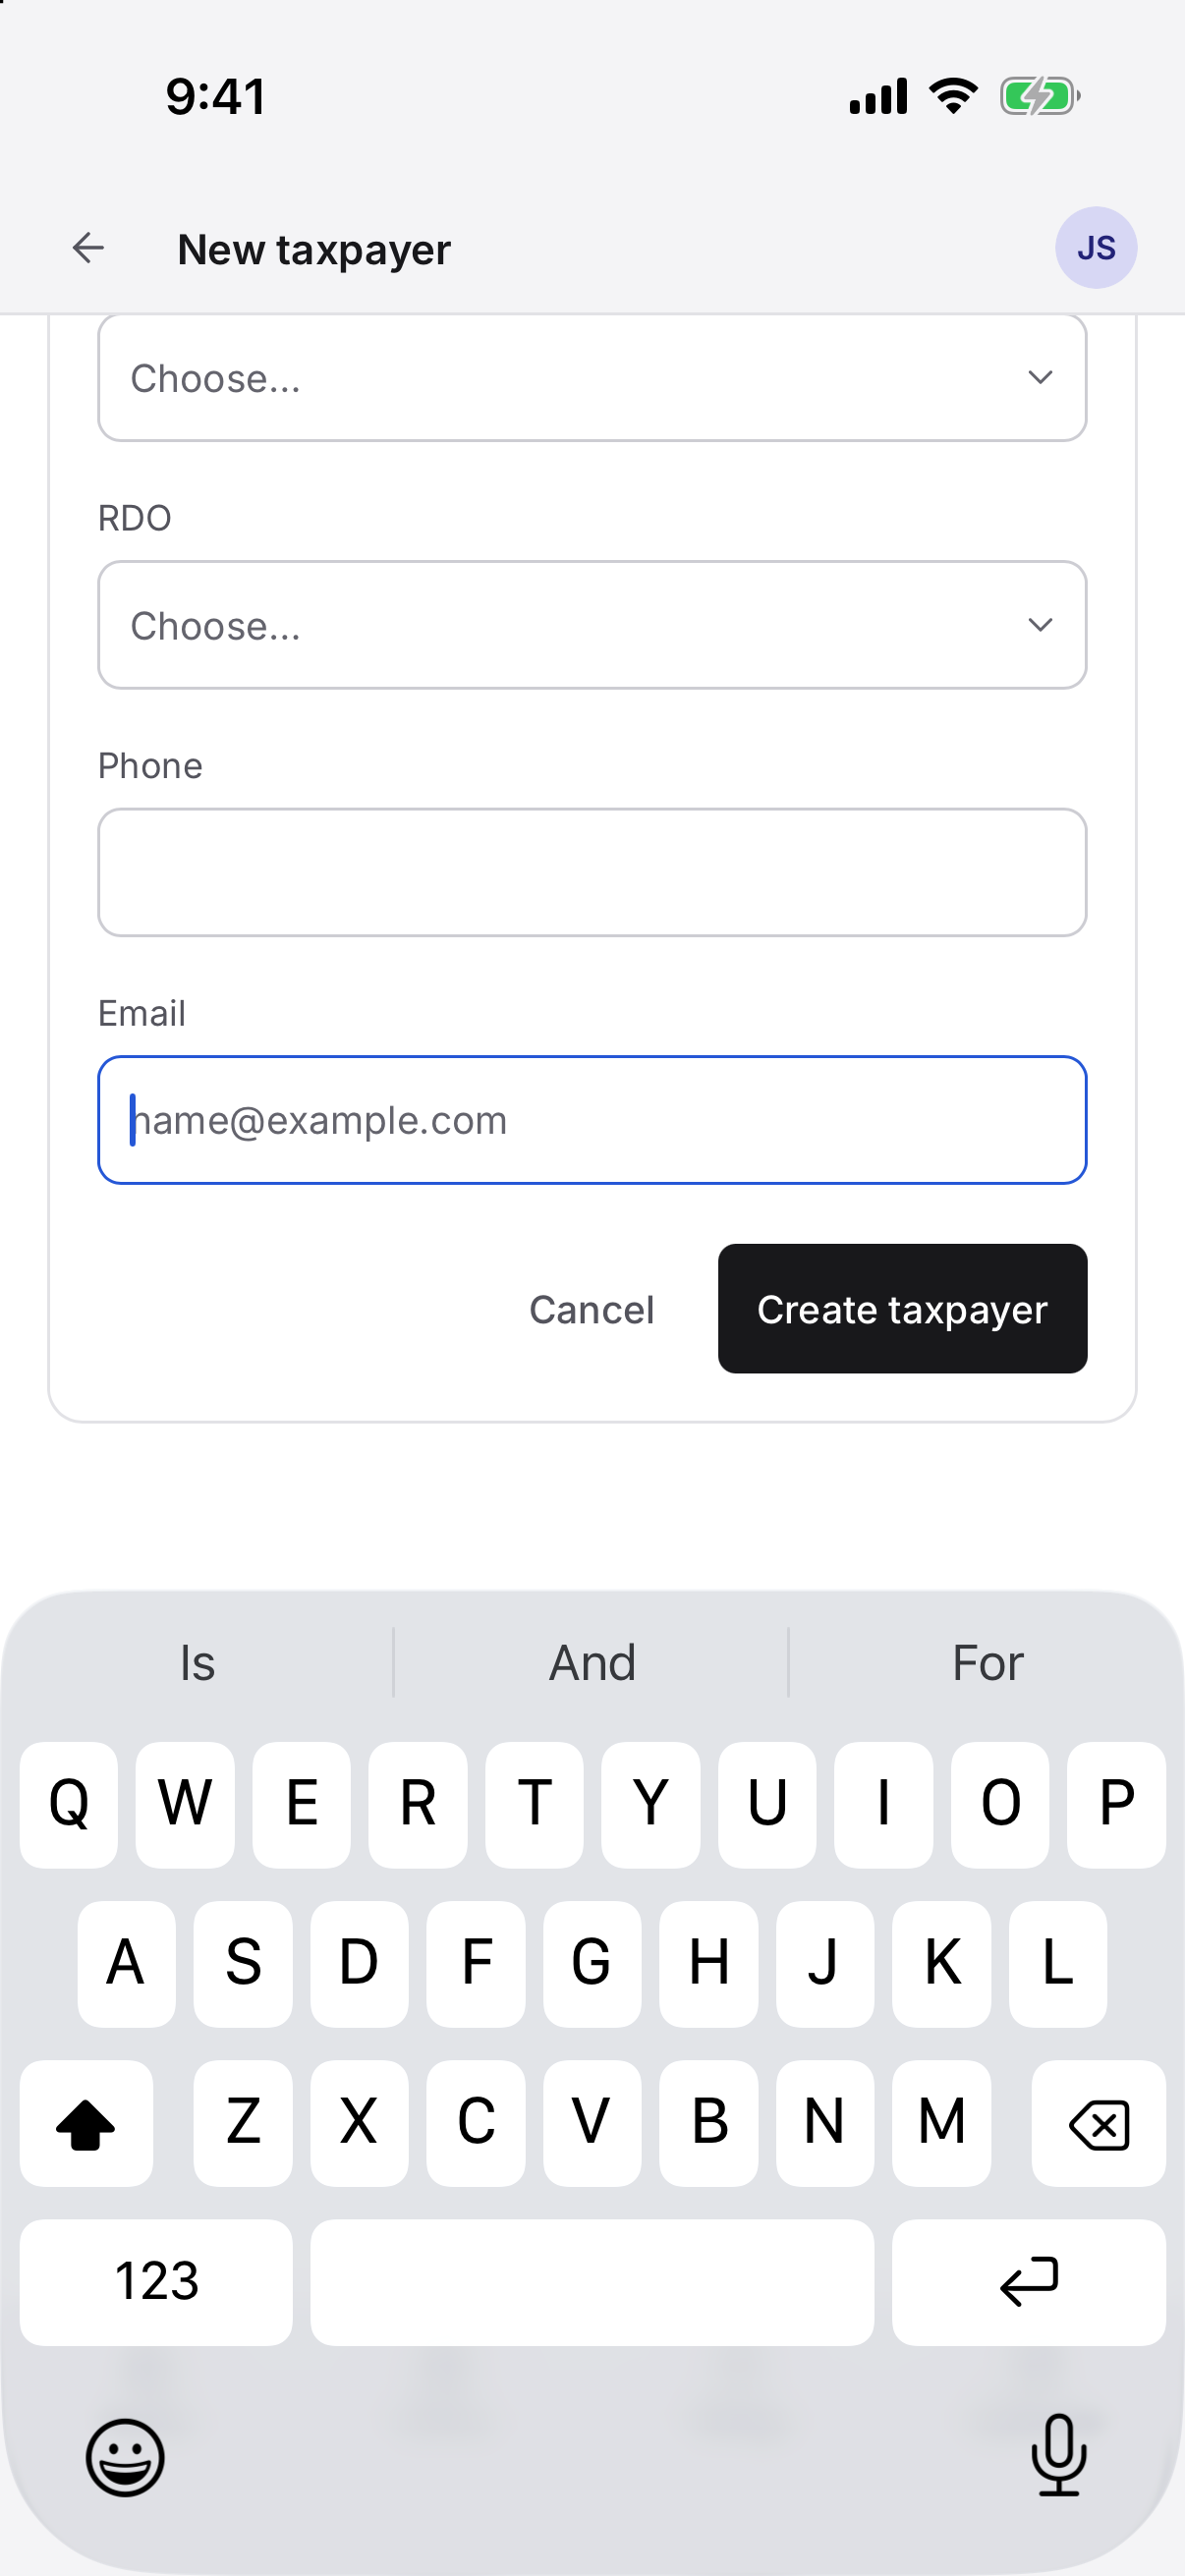 9:41
New taxpayer
JS
Choose...
RDO
Choose...
Phone
Email
name@example.com
Cancel
Create taxpayer
Is
And
For
Q W E R T Y U I O P
A S D F G H J K L
Z X C V B N M
123